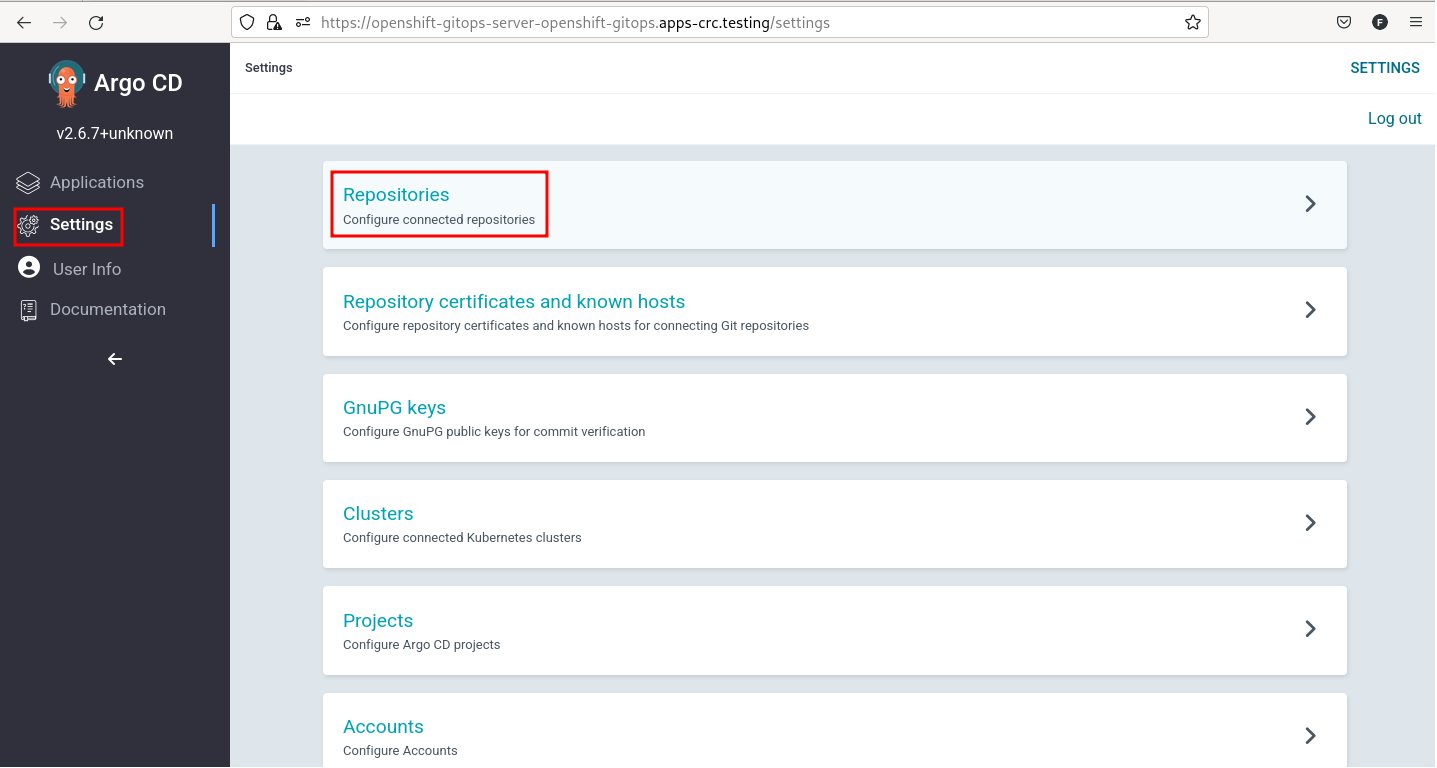 https://openshift-gitops-server-openshift-gitops.apps-crc.testing/settings
F
Argo CD
v2.6.7+unknown
Applications
Settings
User Info
Documentation
Settings
SETTINGS
Log out
Repositories
Configure connected repositories
Repository certificates and known hosts
Configure repository certificates and known hosts for connecting Git repositories
GnuPG keys
Configure GnuPG public keys for commit verification
Clusters
Configure connected Kubernetes clusters
Projects
Configure Argo CD projects
Accounts
Configure Accounts